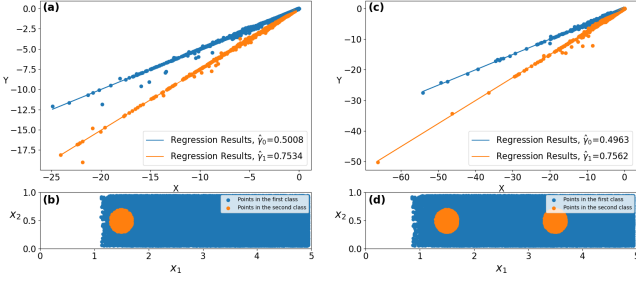 (a)
0.0
−2.5
−5.0
−7.5
Y
−10.0
−12.5
−15.0
−17.5
Regression Results, γ̂₀=0.5008
Regression Results, γ̂₁=0.7534
−25 −20 −15 −10 −5 0
X
(c)
0
−10
−20
Y
−30
−40
−50
Regression Results, γ̂₀=0.4963
Regression Results, γ̂₁=0.7562
−60 −50 −40 −30 −20 −10 0
X
(b)
1.0
x₂ 0.5
0.0
Points in the first class
Points in the second class
0 1 2 3 4 5
x₁
(d)
1.0
x₂ 0.5
0.0
Points in the first class
Points in the second class
0 1 2 3 4 5
x₁